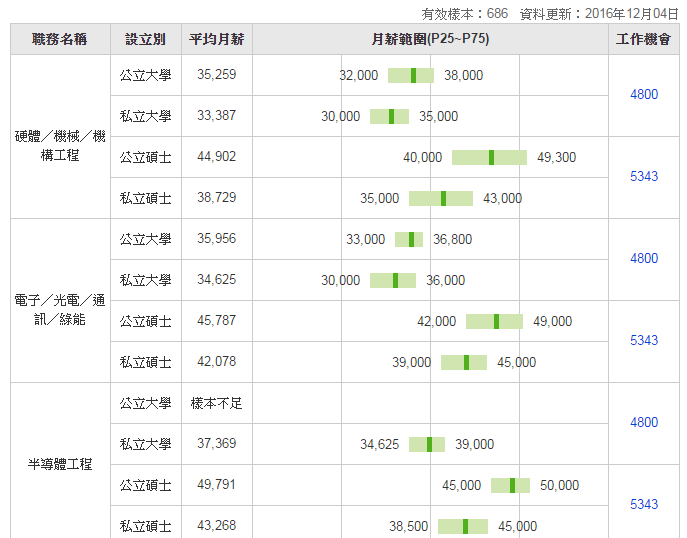 有效樣本：686 資料更新：2016年12月04日
職務名稱 設立別 平均月薪 月薪範圍(P25~P75) 工作機會
硬體／機械／機
構工程
公立大學 35,259 32,000 38,000
4800
私立大學 33,387 30,000 35,000
公立碩士 44,902 40,000 49,300
5343
私立碩士 38,729 35,000 43,000
電子／光電／通
訊／綠能
公立大學 35,956 33,000 36,800
4800
私立大學 34,625 30,000 36,000
公立碩士 45,787 42,000 49,000
5343
私立碩士 42,078 39,000 45,000
半導體工程
公立大學 樣本不足
4800
私立大學 37,369 34,625 39,000
公立碩士 49,791 45,000 50,000
5343
私立碩士 43,268 38,500 45,000